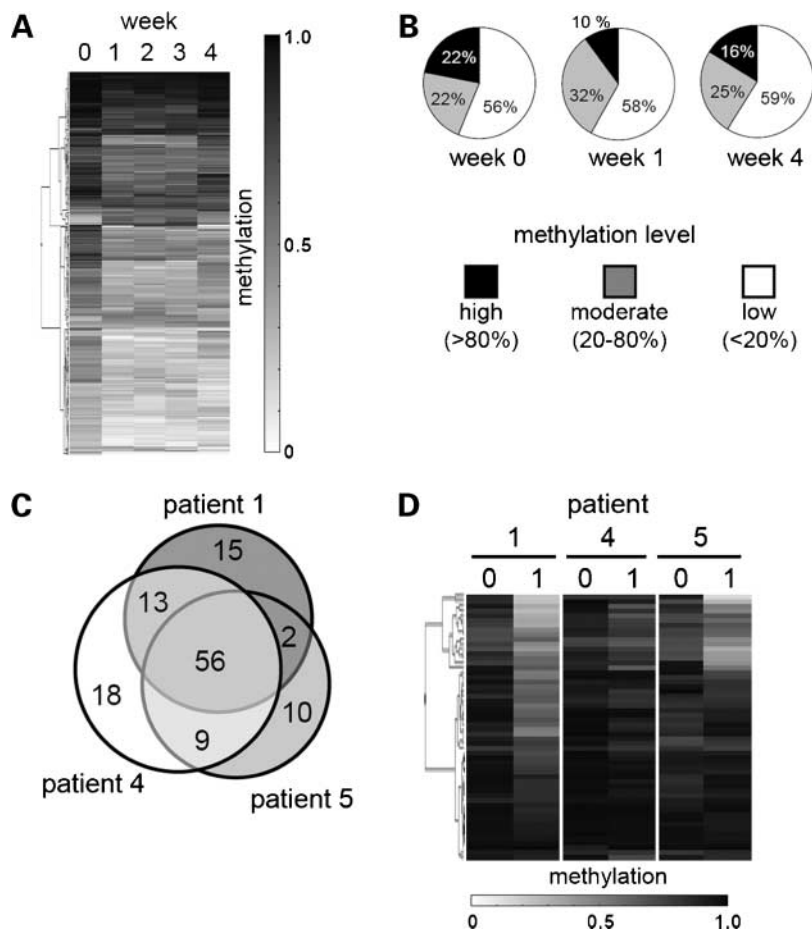 A
week
0 1 2 3 4
1.0
methylation
0.5
0
B
22%
22%
56%
week 0
10 %
32%
58%
week 1
16%
25%
59%
week 4
methylation level
high
(>80%)
moderate
(20-80%)
low
(<20%)
C
patient 1
15
13
2
56
18
10
9
patient 4
patient 5
D
patient
1 4 5
0 1 0 1 0 1
methylation
0 0.5 1.0